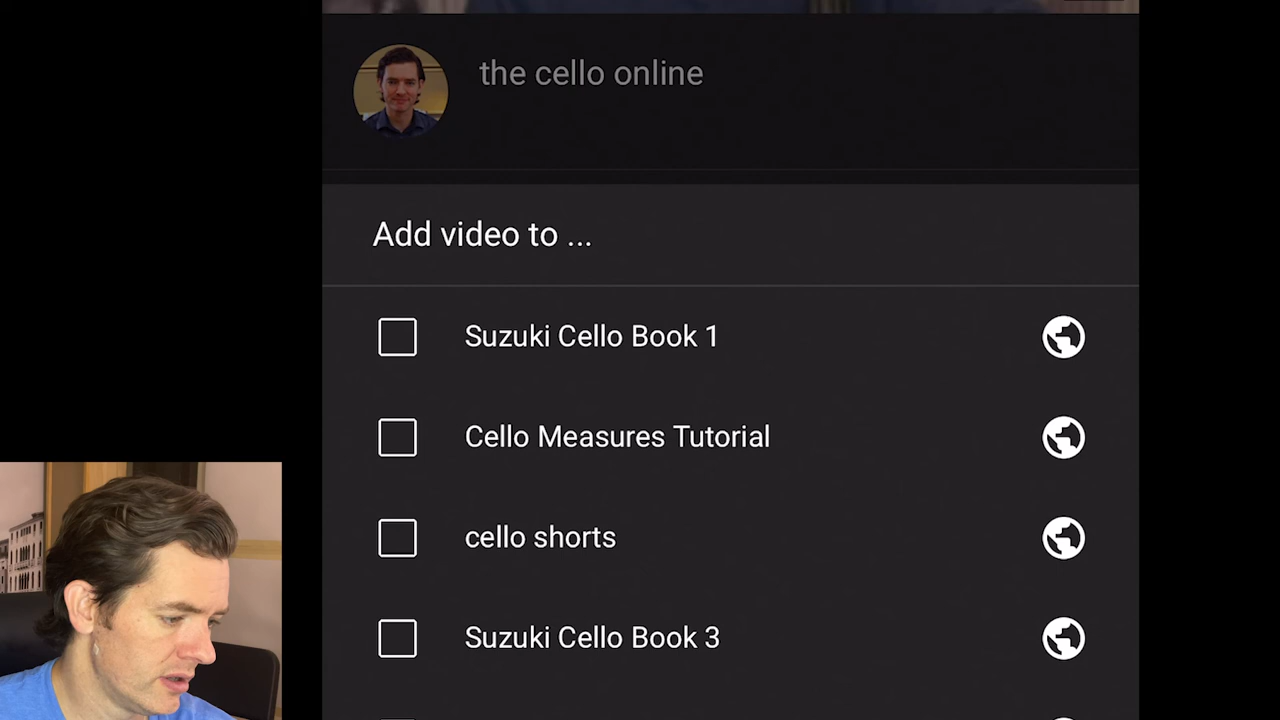 the cello online
Add video to ...
Suzuki Cello Book 1
Cello Measures Tutorial
cello shorts
Suzuki Cello Book 3